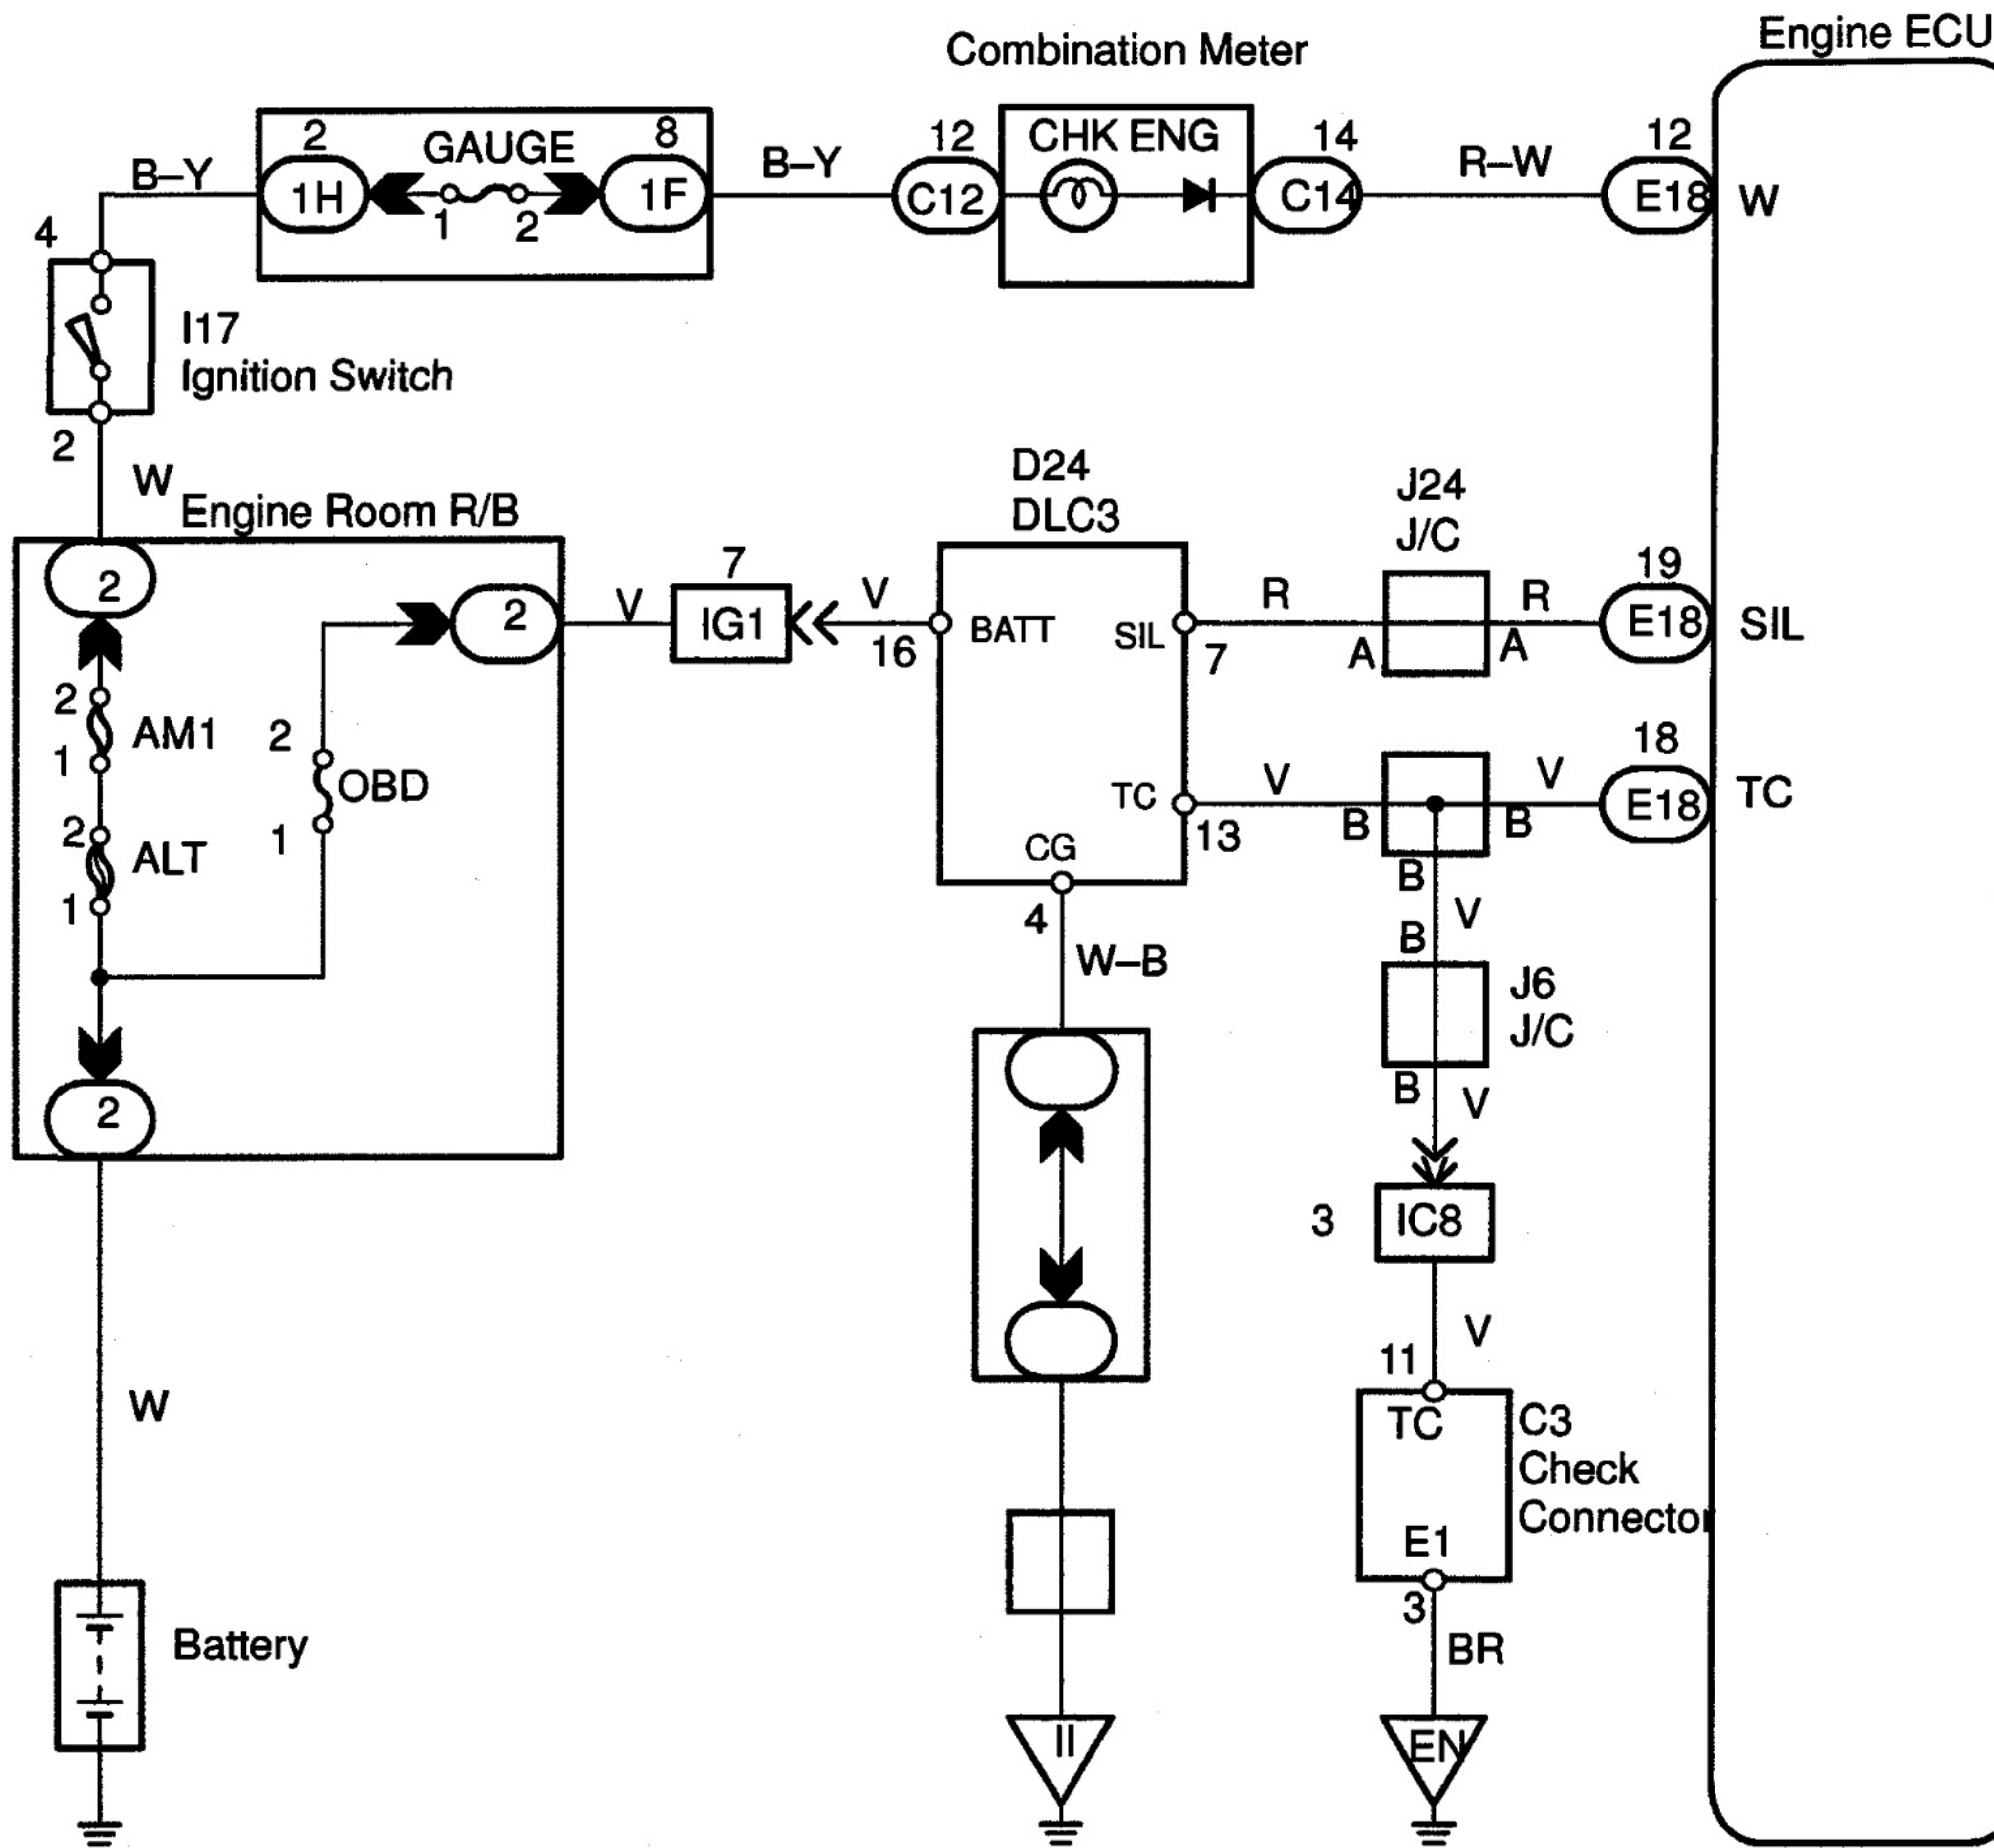 Engine ECU
Combination Meter
2 GAUGE 8
12 CHK ENG 14
12
B–Y
1H
1F
B–Y
C12
C14
R–W
E18
W
1 2
4
I17
Ignition Switch
2
W
Engine Room R/B
D24
DLC3
J24
J/C
2
2
V
7
IG1
V
16
BATT
SIL
7
R
A
R
A
19
E18
SIL
2
1
AM1
2
OBD
1
2
ALT
1
TC
13
V
B
V
B
18
E18
TC
CG
4
W–B
B
V
B
J6
J/C
B
V
2
3
IC8
V
11
TC
C3
Check
Connector
E1
3
BR
W
Battery
II
EN